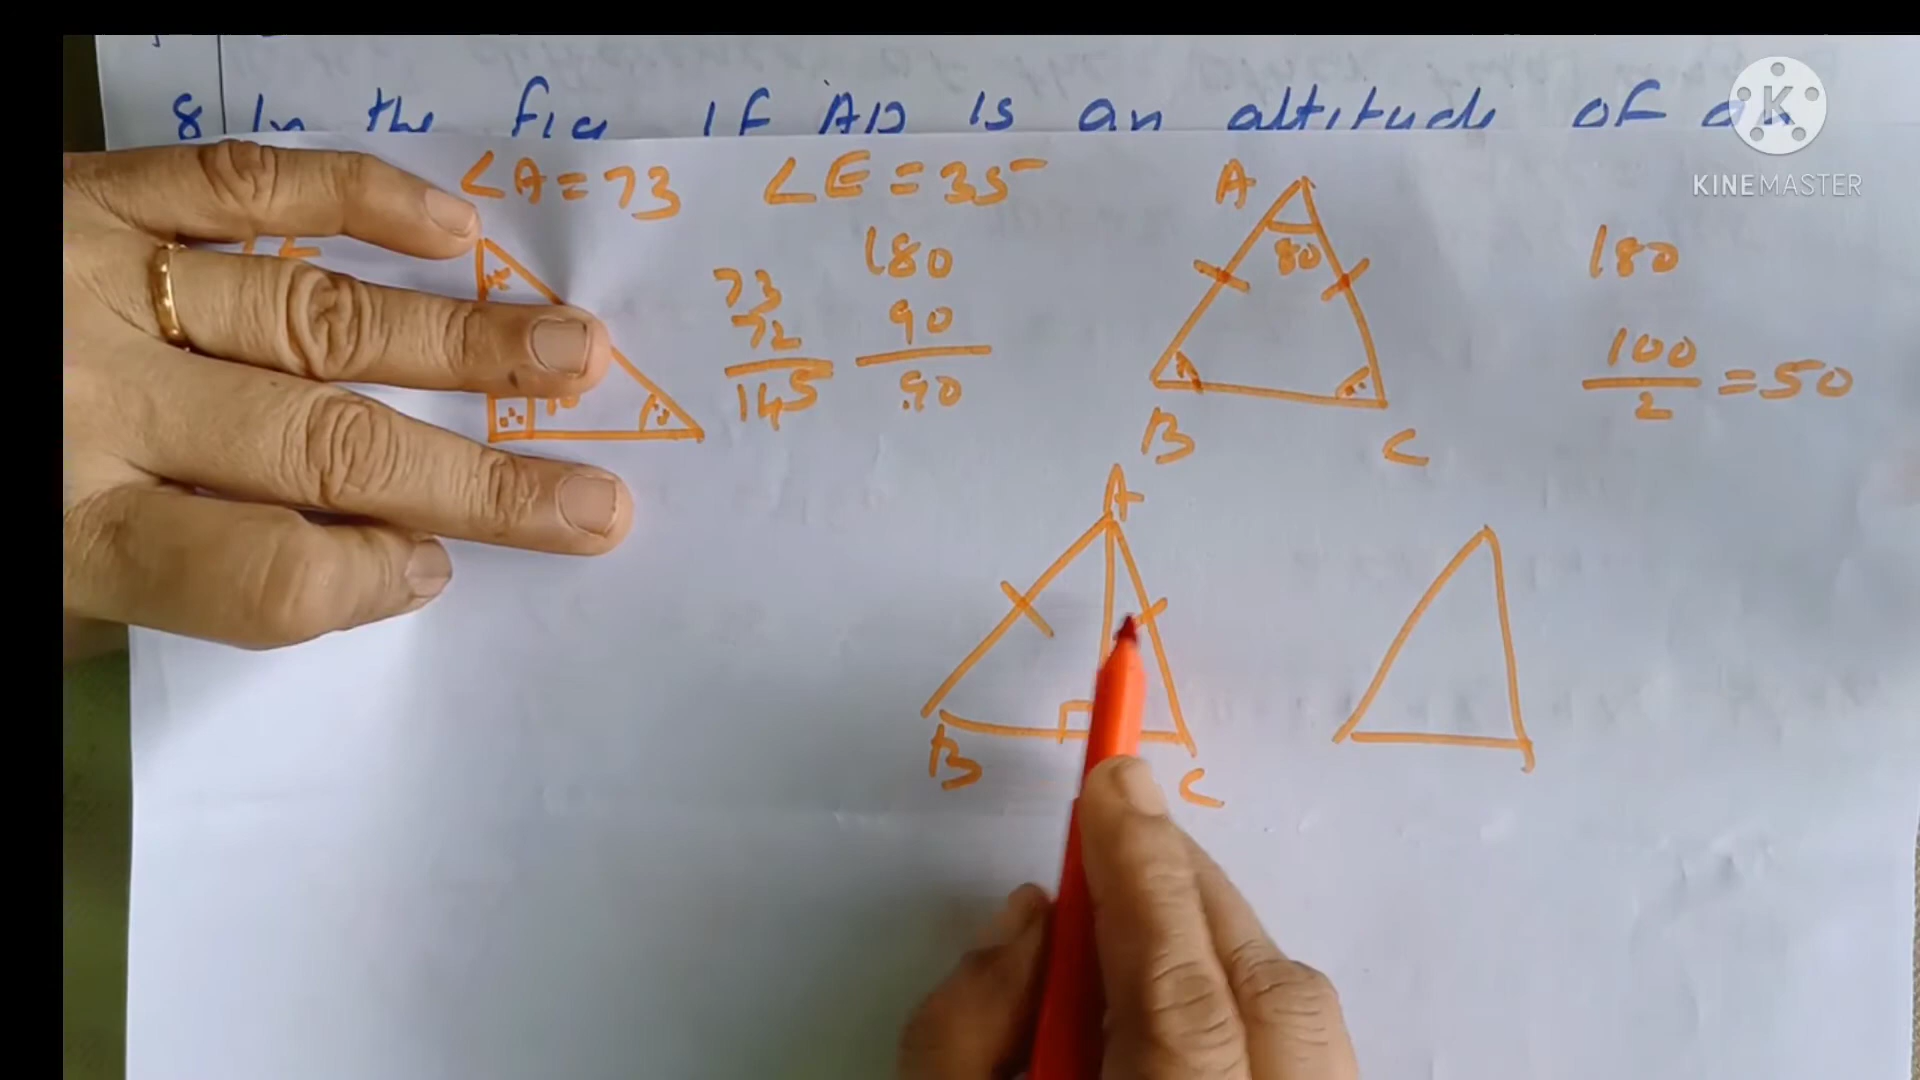 8 In the fig If AD is an altitude of an
∠A=73 ∠E=35
73
72
145
180
90
90
A
80
B C
180
100
2
=50
A
B C
KINEMASTER